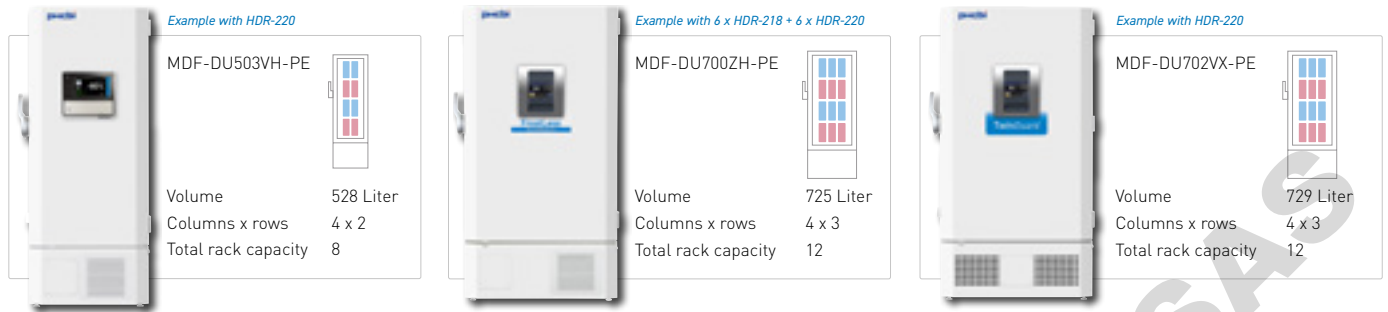 Example with HDR-220
MDF-DU503VH-PE
Volume 528 Liter
Columns x rows 4 x 2
Total rack capacity 8
Example with 6 x HDR-218 + 6 x HDR-220
MDF-DU700ZH-PE
Volume 725 Liter
Columns x rows 4 x 3
Total rack capacity 12
Example with HDR-220
MDF-DU702VX-PE
TwinGuard
Volume 729 Liter
Columns x rows 4 x 3
Total rack capacity 12
SAS